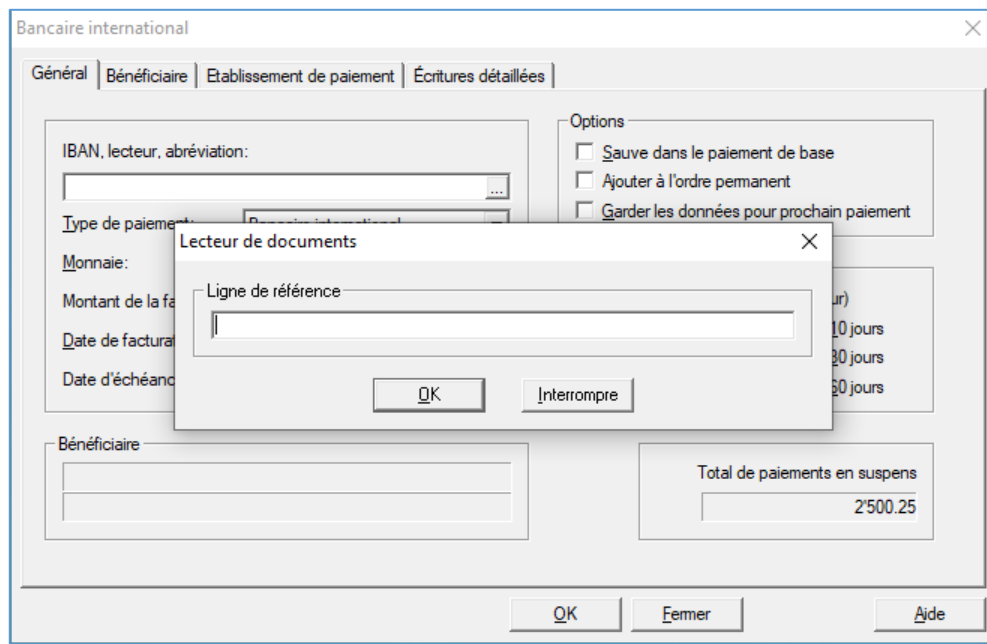 Bancaire international
Général Bénéficiaire Etablissement de paiement Écritures détaillées
IBAN, lecteur, abréviation:
...
Type de paiement:
Monnaie:
Montant de la fa
Date de facturat
Date d'échéanc
Options
Sauve dans le paiement de base
Ajouter à l'ordre permanent
Garder les données pour prochain paiement
ur)
10 jours
30 jours
60 jours
Lecteur de documents
Ligne de référence
OK Interrompre
Bénéficiaire
Total de paiements en suspens
2'500.25
OK Fermer Aide